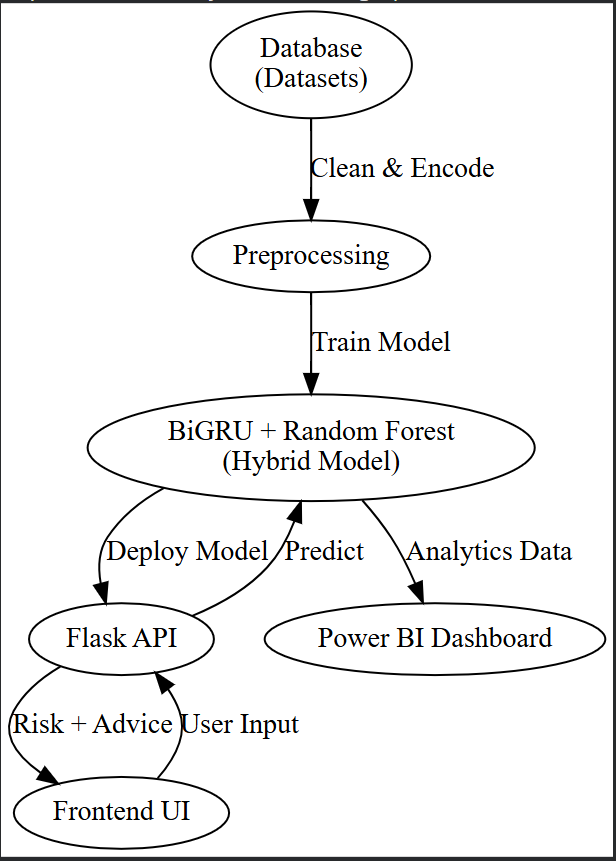 Database
(Datasets)
Clean & Encode
Preprocessing
Train Model
BiGRU + Random Forest
(Hybrid Model)
Deploy Model
Predict
Analytics Data
Flask API
Power BI Dashboard
Risk + Advice
User Input
Frontend UI